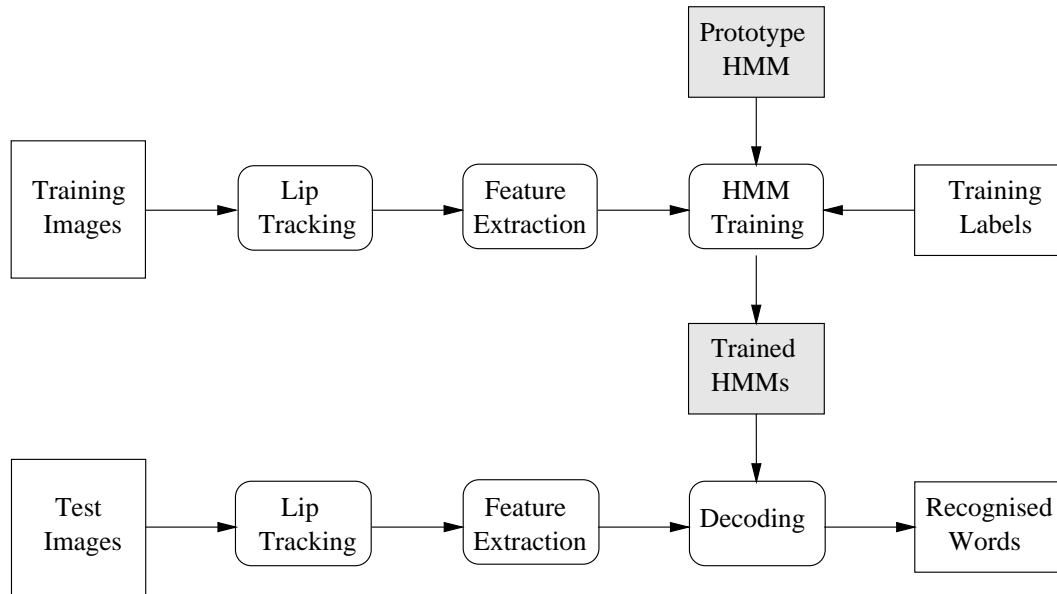 Prototype
HMM
Training
Images
Lip
Tracking
Feature
Extraction
HMM
Training
Training
Labels
Trained
HMMs
Test
Images
Lip
Tracking
Feature
Extraction
Decoding
Recognised
Words